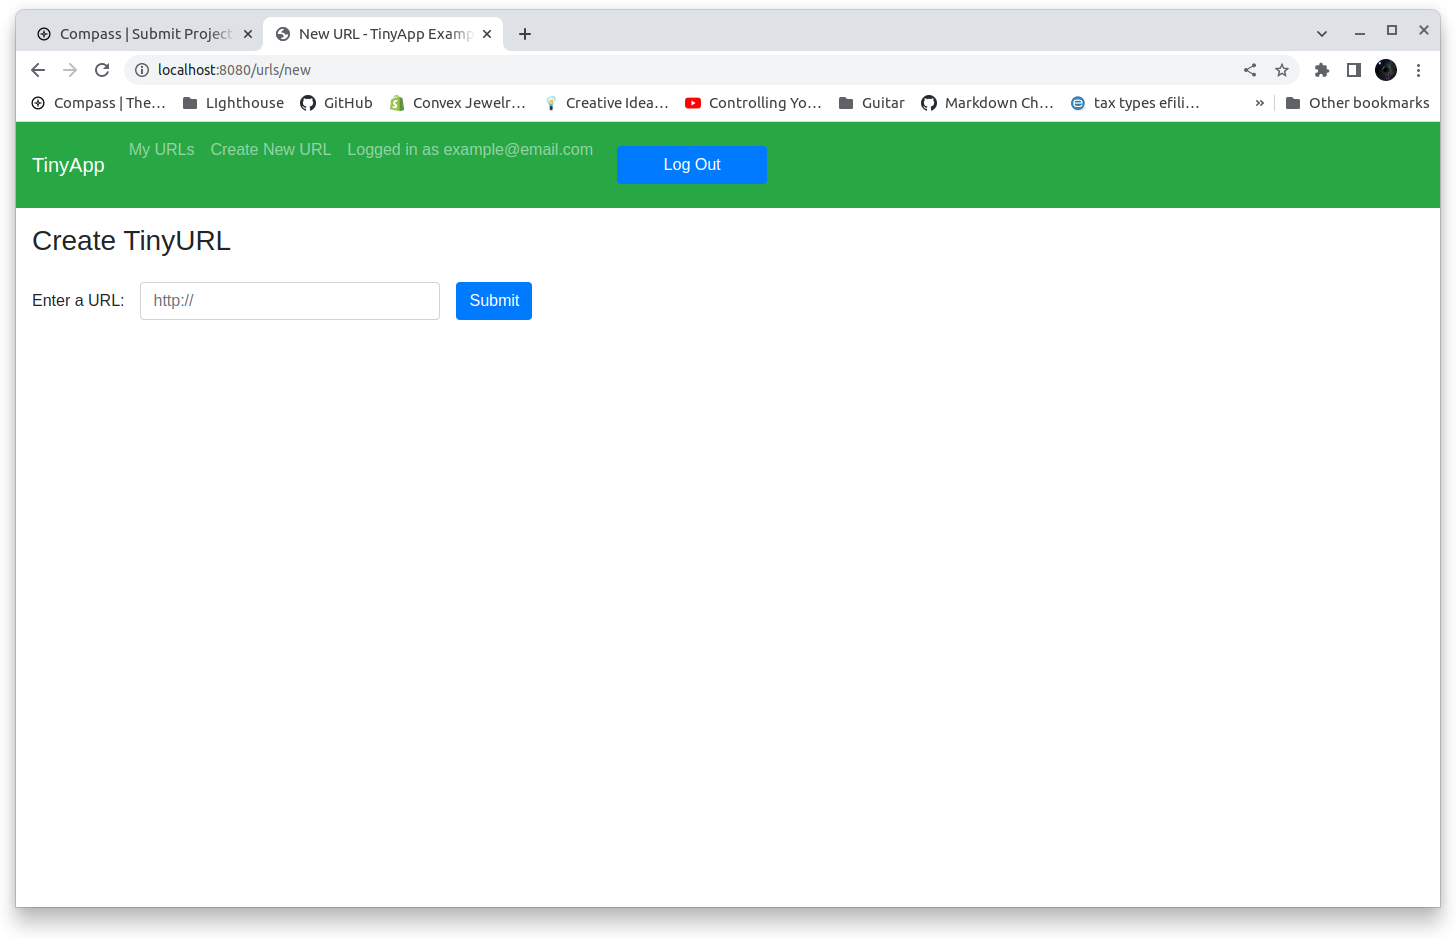 Compass | Submit Project
New URL - TinyApp Examp
localhost:8080/urls/new
Compass | The… LIghthouse GitHub Convex Jewelr… Creative Idea… Controlling Yo… Guitar Markdown Ch… tax types efili… » Other bookmarks
TinyApp My URLs Create New URL Logged in as example@email.com Log Out
Create TinyURL
Enter a URL: http:// Submit